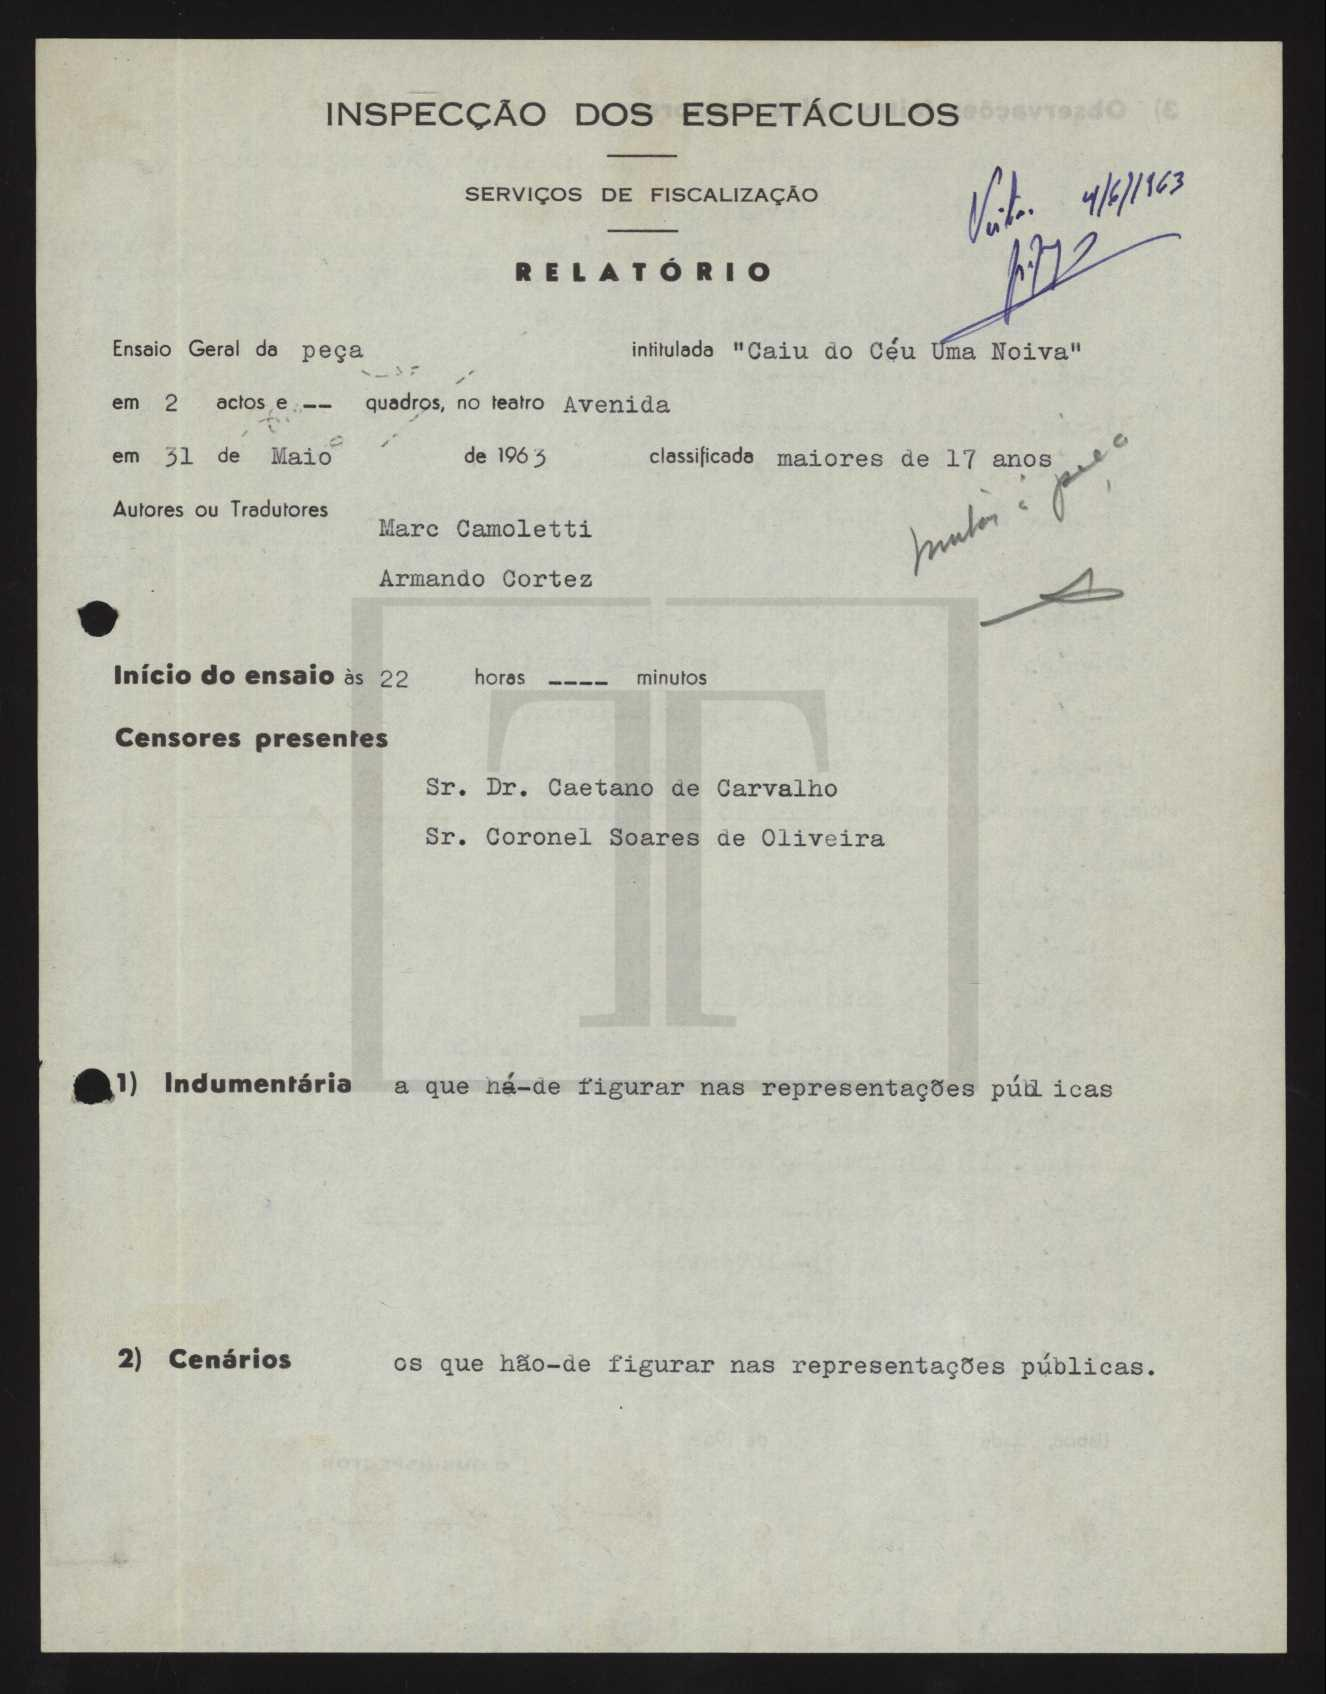 INSPECÇÃO DOS ESPETÁCULOS
SERVIÇOS DE FISCALIZAÇÃO
4/6/1963
RELATÓRIO
Ensaio Geral da peça intitulada "Caiu do Céu Uma Noiva"
em 2 actos e -- quadros, no teatro Avenida
em 31 de Maio de 1963 classificada maiores de 17 anos
Autores ou Tradutores
Marc Camoletti
Armando Cortez
Início do ensaio às 22 horas ---- minutos
Censores presentes
Sr. Dr. Caetano de Carvalho
Sr. Coronel Soares de Oliveira
1) Indumentária a que há-de figurar nas representações públicas
2) Cenários os que hão-de figurar nas representações públicas.